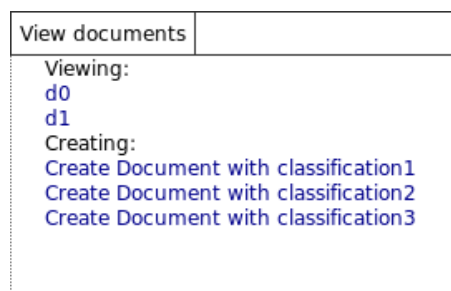 View documents
Viewing:
d0
d1
Creating:
Create Document with classification1
Create Document with classification2
Create Document with classification3